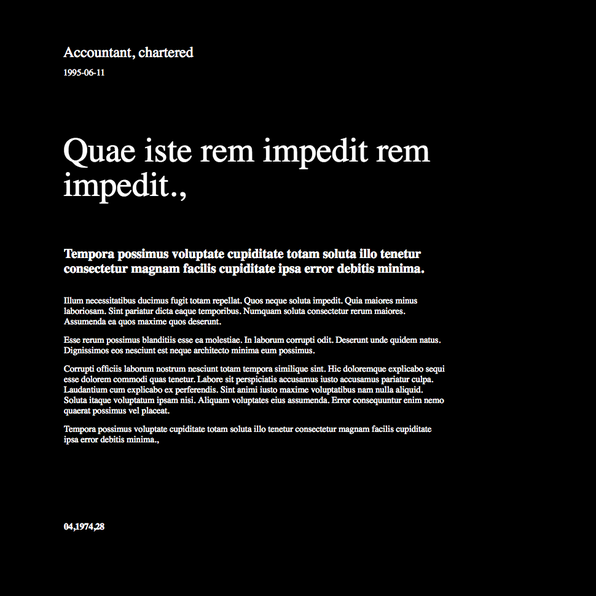 Accountant, chartered
1995-06-11
Quae iste rem impedit rem
impedit.,
Tempora possimus voluptate cupiditate totam soluta illo tenetur
consectetur magnam facilis cupiditate ipsa error debitis minima.
Illum necessitatibus ducimus fugit totam repellat. Quos neque soluta impedit. Quia maiores minus
laboriosam. Sint pariatur dicta eaque temporibus. Numquam soluta consectetur rerum maiores.
Assumenda ea quos maxime quos deserunt.
Esse rerum possimus blanditiis esse ea molestiae. In laborum corrupti odit. Deserunt unde quidem natus.
Dignissimos eos nesciunt est neque architecto minima eum possimus.
Corrupti officiis laborum nostrum nesciunt totam tempora similique sint. Hic doloremque explicabo sequi
esse dolorem commodi quas tenetur. Labore sit perspiciatis accusamus iusto accusamus pariatur culpa.
Laudantium cum explicabo ex perferendis. Sint animi iusto maxime voluptatibus nam nulla aliquid.
Soluta itaque voluptatum ipsam nisi. Aliquam voluptates eius assumenda. Error consequuntur enim nemo
quaerat possimus vel placeat.
Tempora possimus voluptate cupiditate totam soluta illo tenetur consectetur magnam facilis cupiditate
ipsa error debitis minima.,
04,1974,28